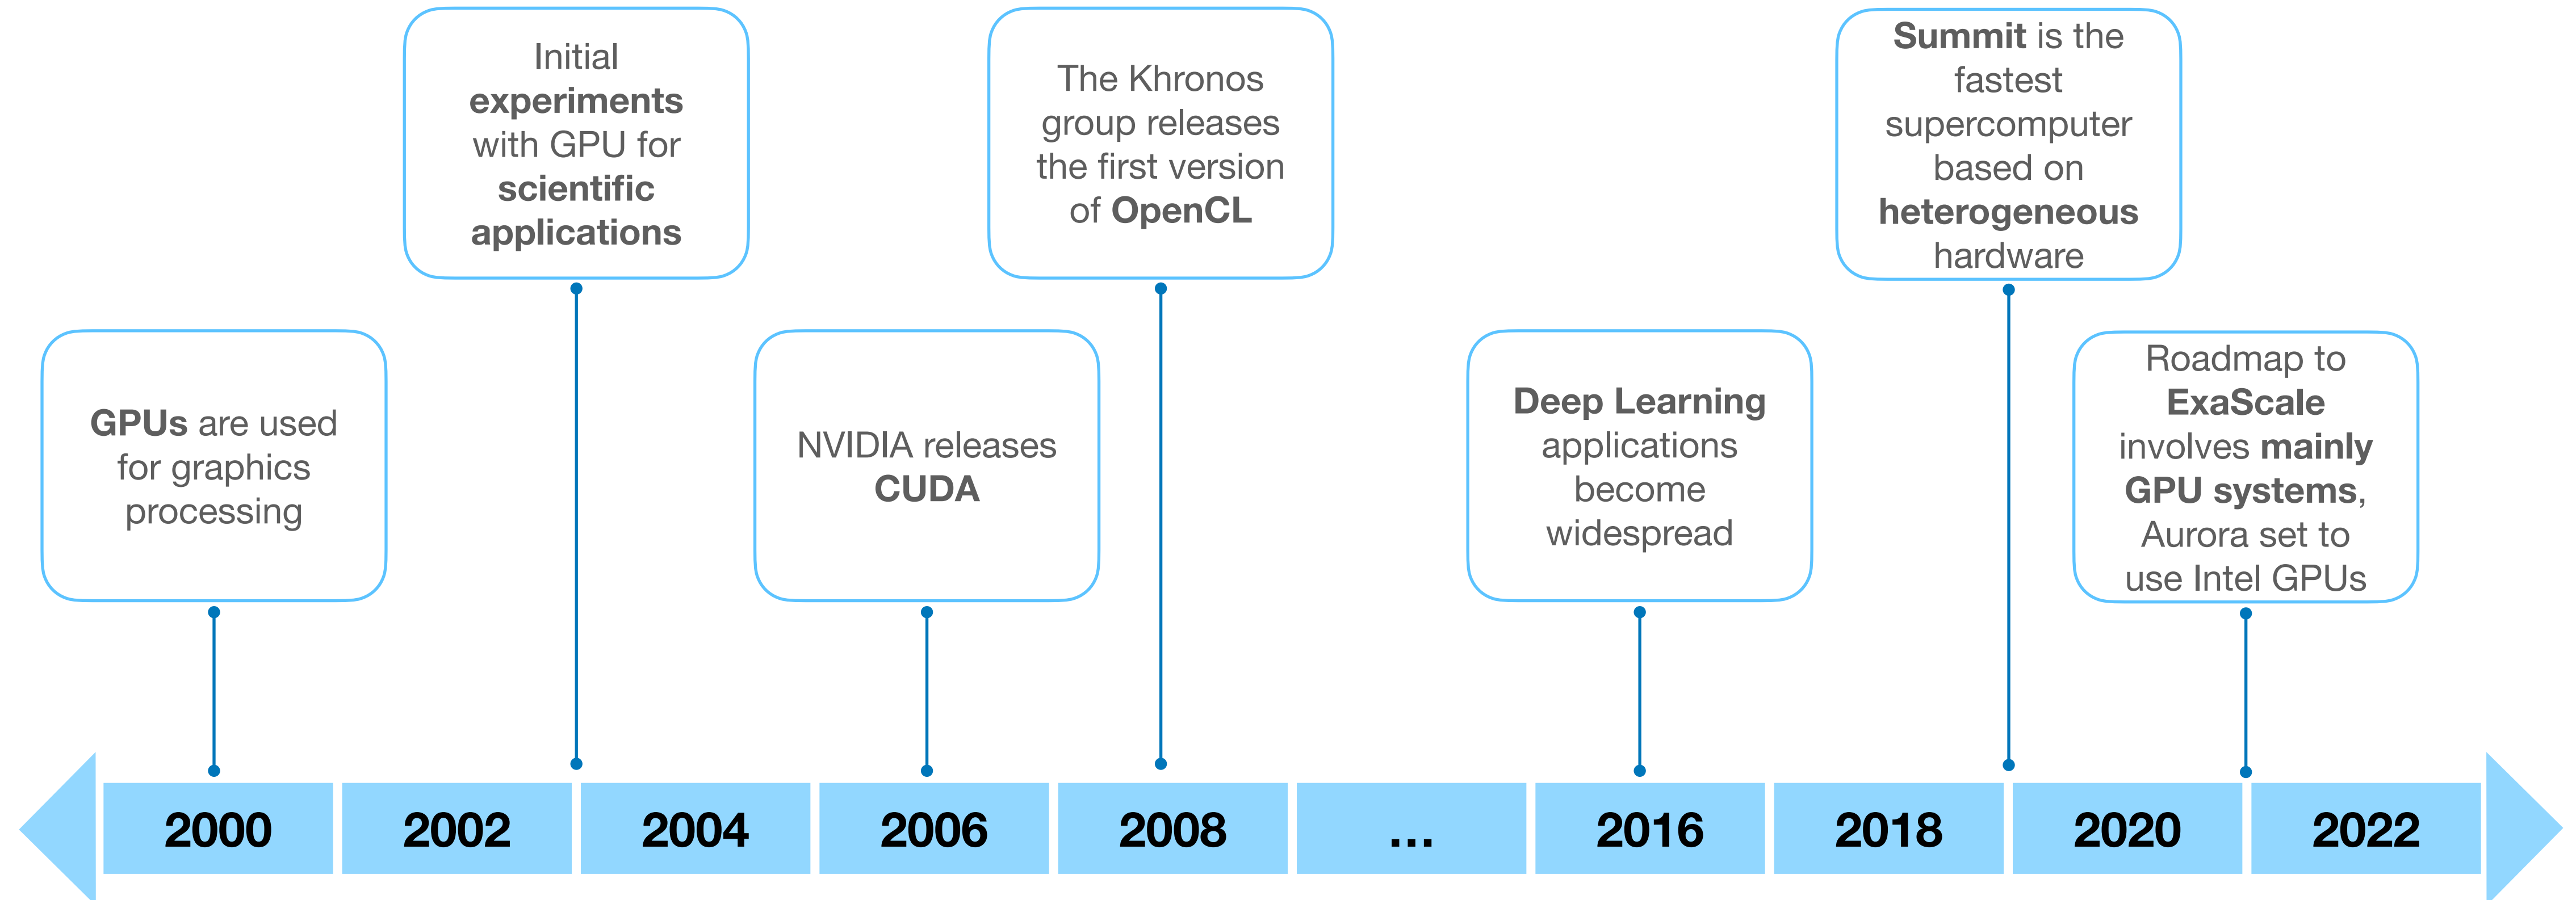 GPUs are used
for graphics
processing
Initial
experiments
with GPU for
scientific
applications
NVIDIA releases
CUDA
The Khronos
group releases
the first version
of OpenCL
Deep Learning
applications
become
widespread
Summit is the
fastest
supercomputer
based on
heterogeneous
hardware
Roadmap to
ExaScale
involves mainly
GPU systems,
Aurora set to
use Intel GPUs
2000
2002
2004
2006
2008
...
2016
2018
2020
2022